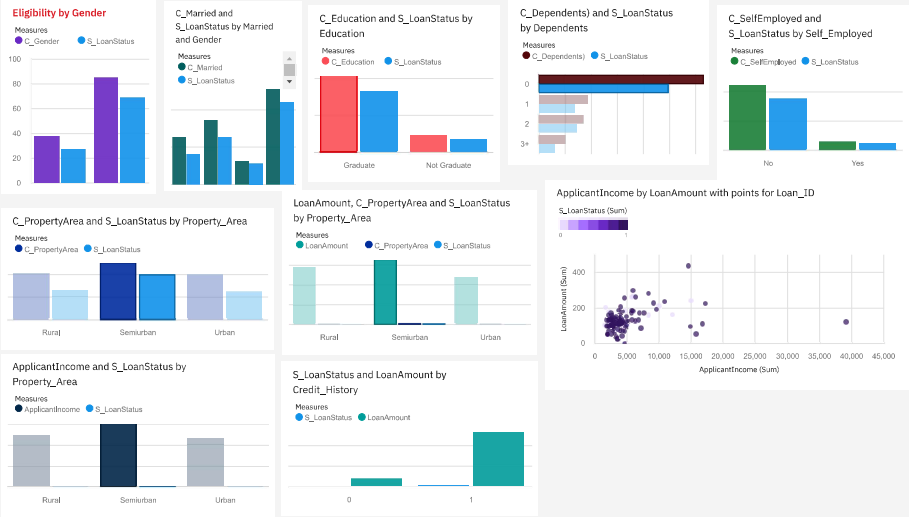 Eligibility by Gender
Measures
C_Gender S_LoanStatus
100
80
60
40
20
0
C_Married and
S_LoanStatus by Married
and Gender
Measures
C_Married
S_LoanStatus
C_Education and S_LoanStatus by
Education
Measures
C_Education S_LoanStatus
Graduate Not Graduate
C_Dependents) and S_LoanStatus
by Dependents
Measures
C_Dependents) S_LoanStatus
0
1
2
3+
C_SelfEmployed and
S_LoanStatus by Self_Employed
Measures
C_SelfEmployed S_LoanStatus
No Yes
C_PropertyArea and S_LoanStatus by Property_Area
Measures
C_PropertyArea S_LoanStatus
Rural Semiurban Urban
LoanAmount, C_PropertyArea and S_LoanStatus
by Property_Area
Measures
LoanAmount C_PropertyArea S_LoanStatus
Rural Semiurban Urban
ApplicantIncome by LoanAmount with points for Loan_ID
S_LoanStatus (Sum)
0 1
LoanAmount (Sum)
400
200
0
0 5,000 10,000 15,000 20,000 25,000 30,000 35,000 40,000 45,000
ApplicantIncome (Sum)
ApplicantIncome and S_LoanStatus by
Property_Area
Measures
ApplicantIncome S_LoanStatus
Rural Semiurban Urban
S_LoanStatus and LoanAmount by
Credit_History
Measures
S_LoanStatus LoanAmount
0 1